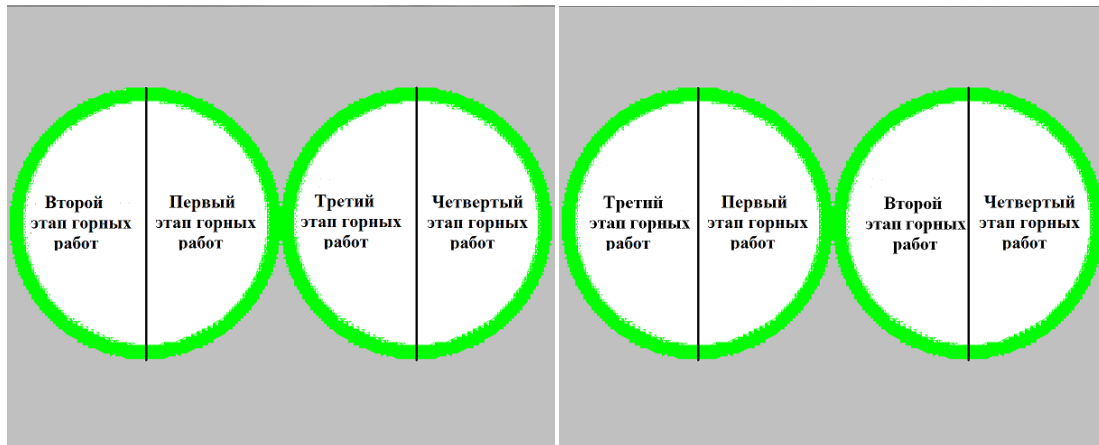 Второй
этап горных
работ
Первый
этап горных
работ
Третий
этап горных
работ
Четвертый
этап горных
работ
Третий
этап горных
работ
Первый
этап горных
работ
Второй
этап горных
работ
Четвертый
этап горных
работ